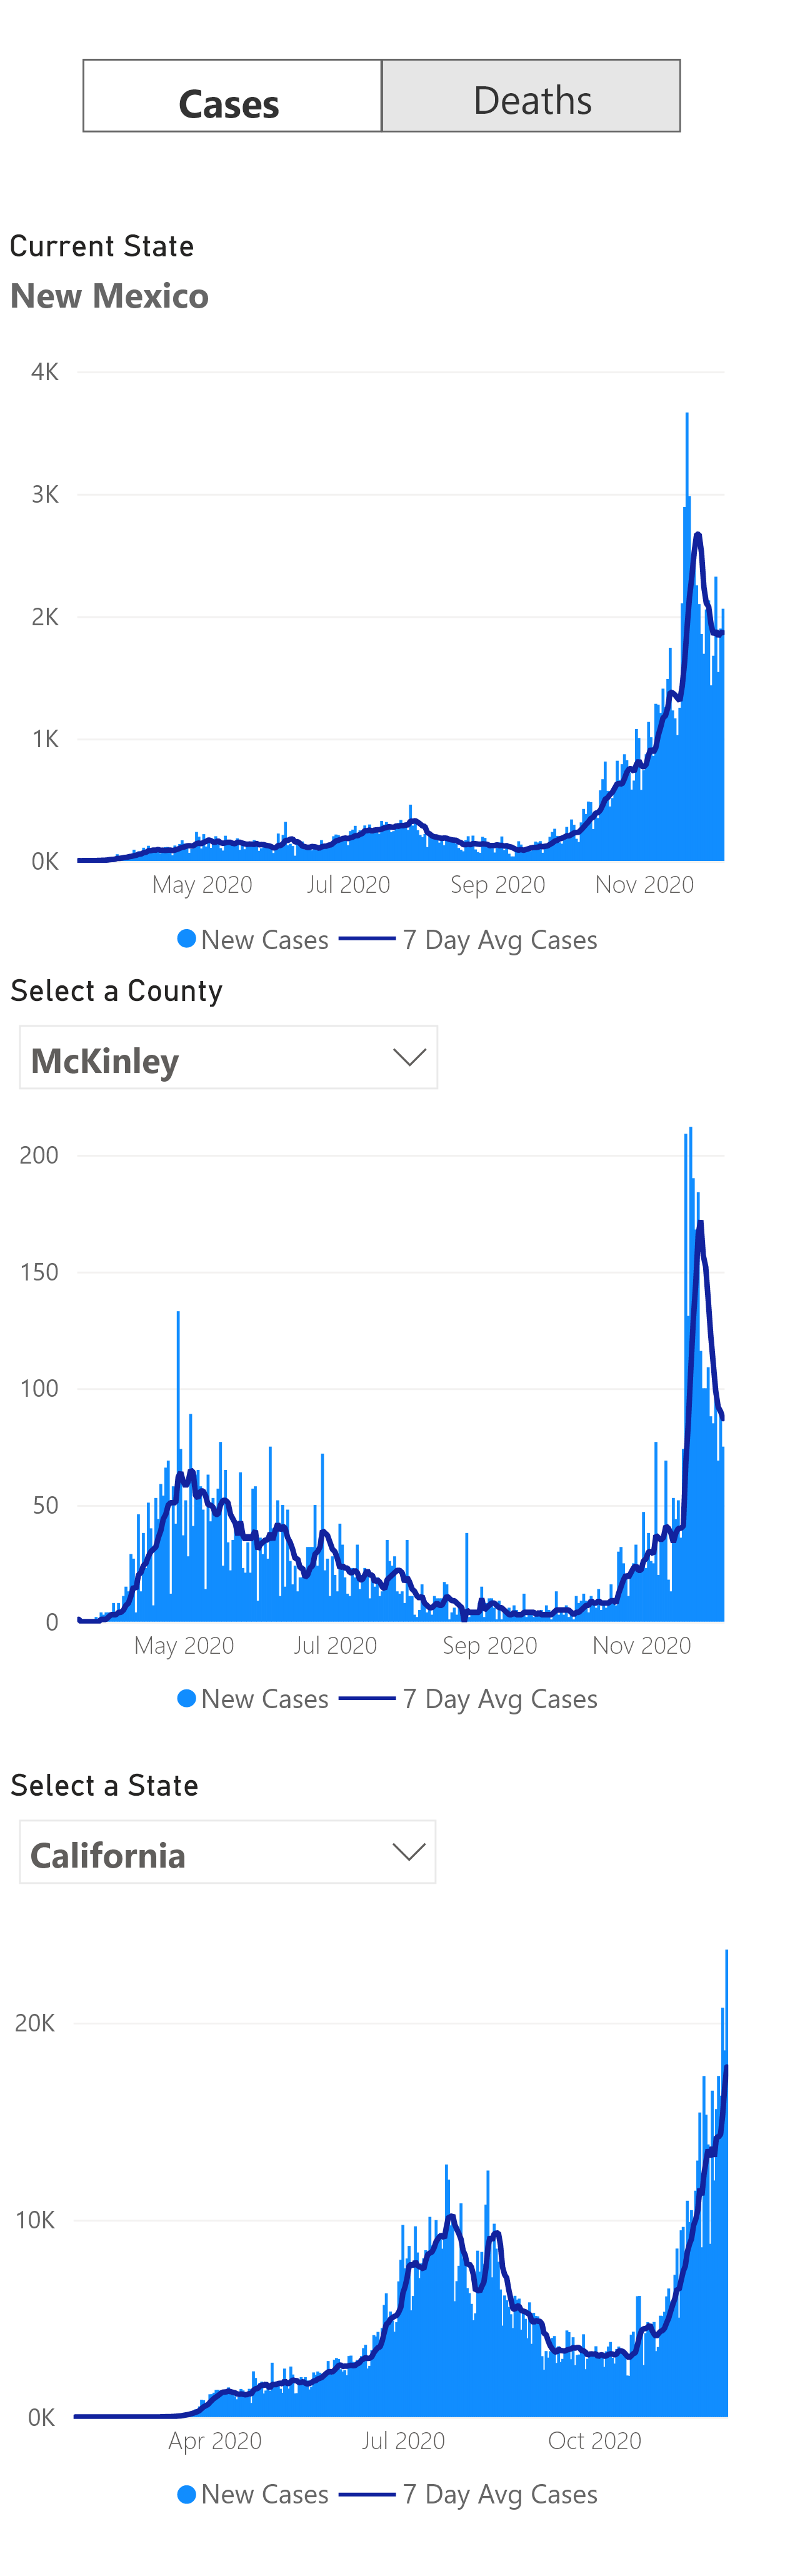 Cases Deaths
Current State
New Mexico
4K
3K
2K
1K
0K
May 2020 Jul 2020 Sep 2020 Nov 2020
New Cases 7 Day Avg Cases
Select a County
McKinley
200
150
100
50
0
May 2020 Jul 2020 Sep 2020 Nov 2020
New Cases 7 Day Avg Cases
Select a State
California
20K
10K
0K
Apr 2020 Jul 2020 Oct 2020
New Cases 7 Day Avg Cases